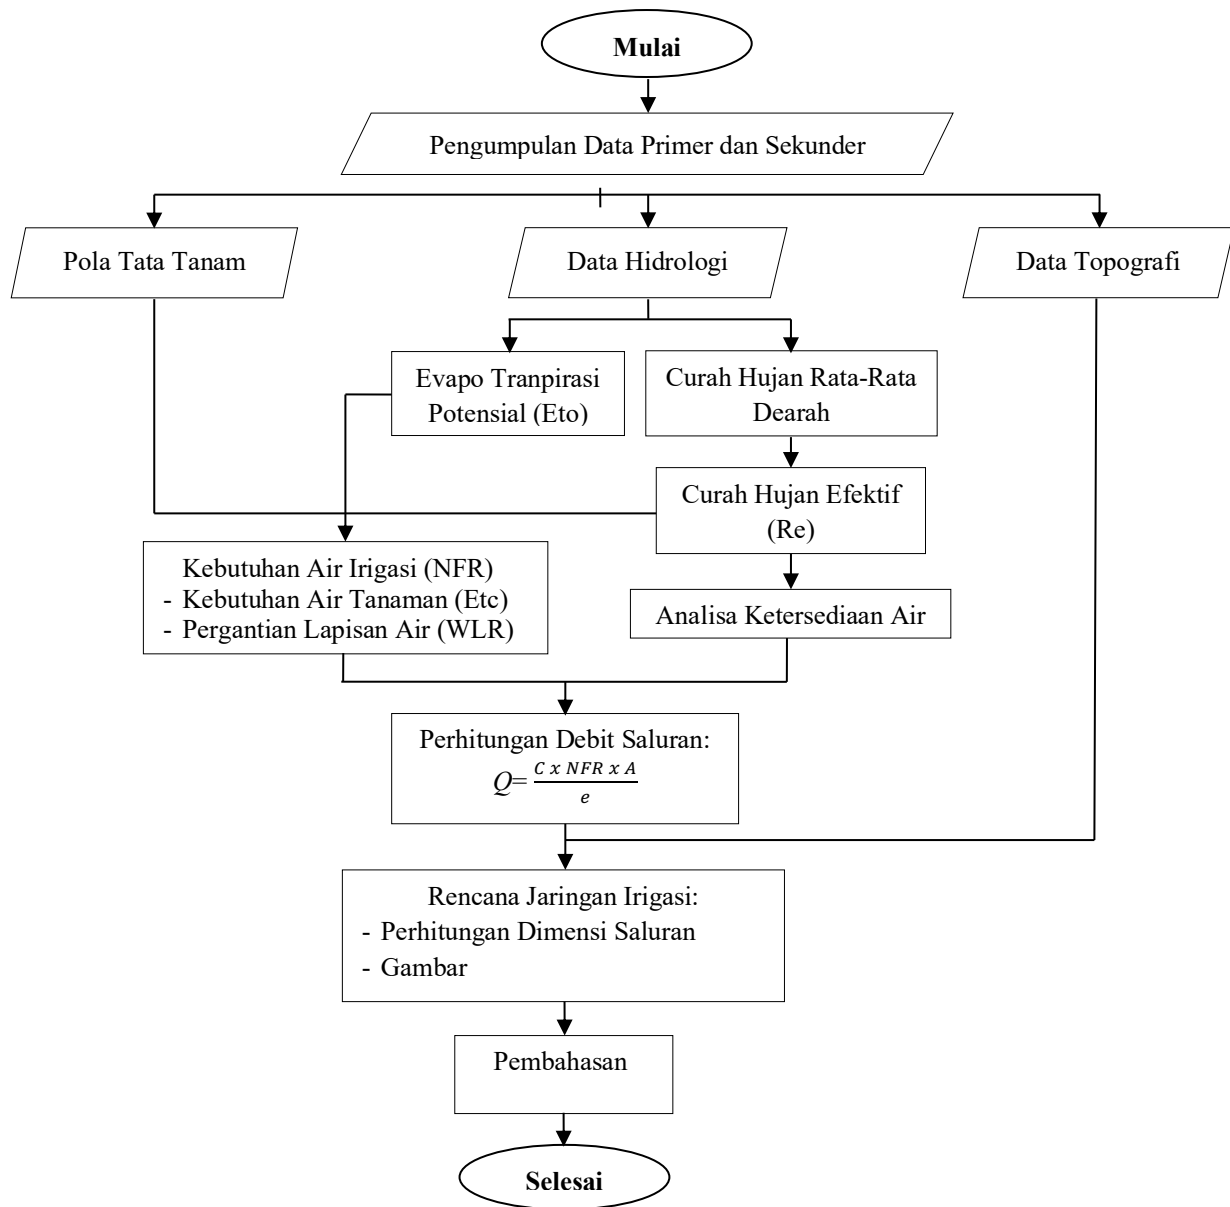 Mulai
Pengumpulan Data Primer dan Sekunder
Pola Tata Tanam
Data Hidrologi
Data Topografi
Evapo Tranpirasi
Potensial (Eto)
Curah Hujan Rata-Rata
Dearah
Curah Hujan Efektif
(Re)
Kebutuhan Air Irigasi (NFR)
- Kebutuhan Air Tanaman (Etc)
- Pergantian Lapisan Air (WLR)
Analisa Ketersediaan Air
Perhitungan Debit Saluran:
Q= C x NFR x A / e
Rencana Jaringan Irigasi:
- Perhitungan Dimensi Saluran
- Gambar
Pembahasan
Selesai